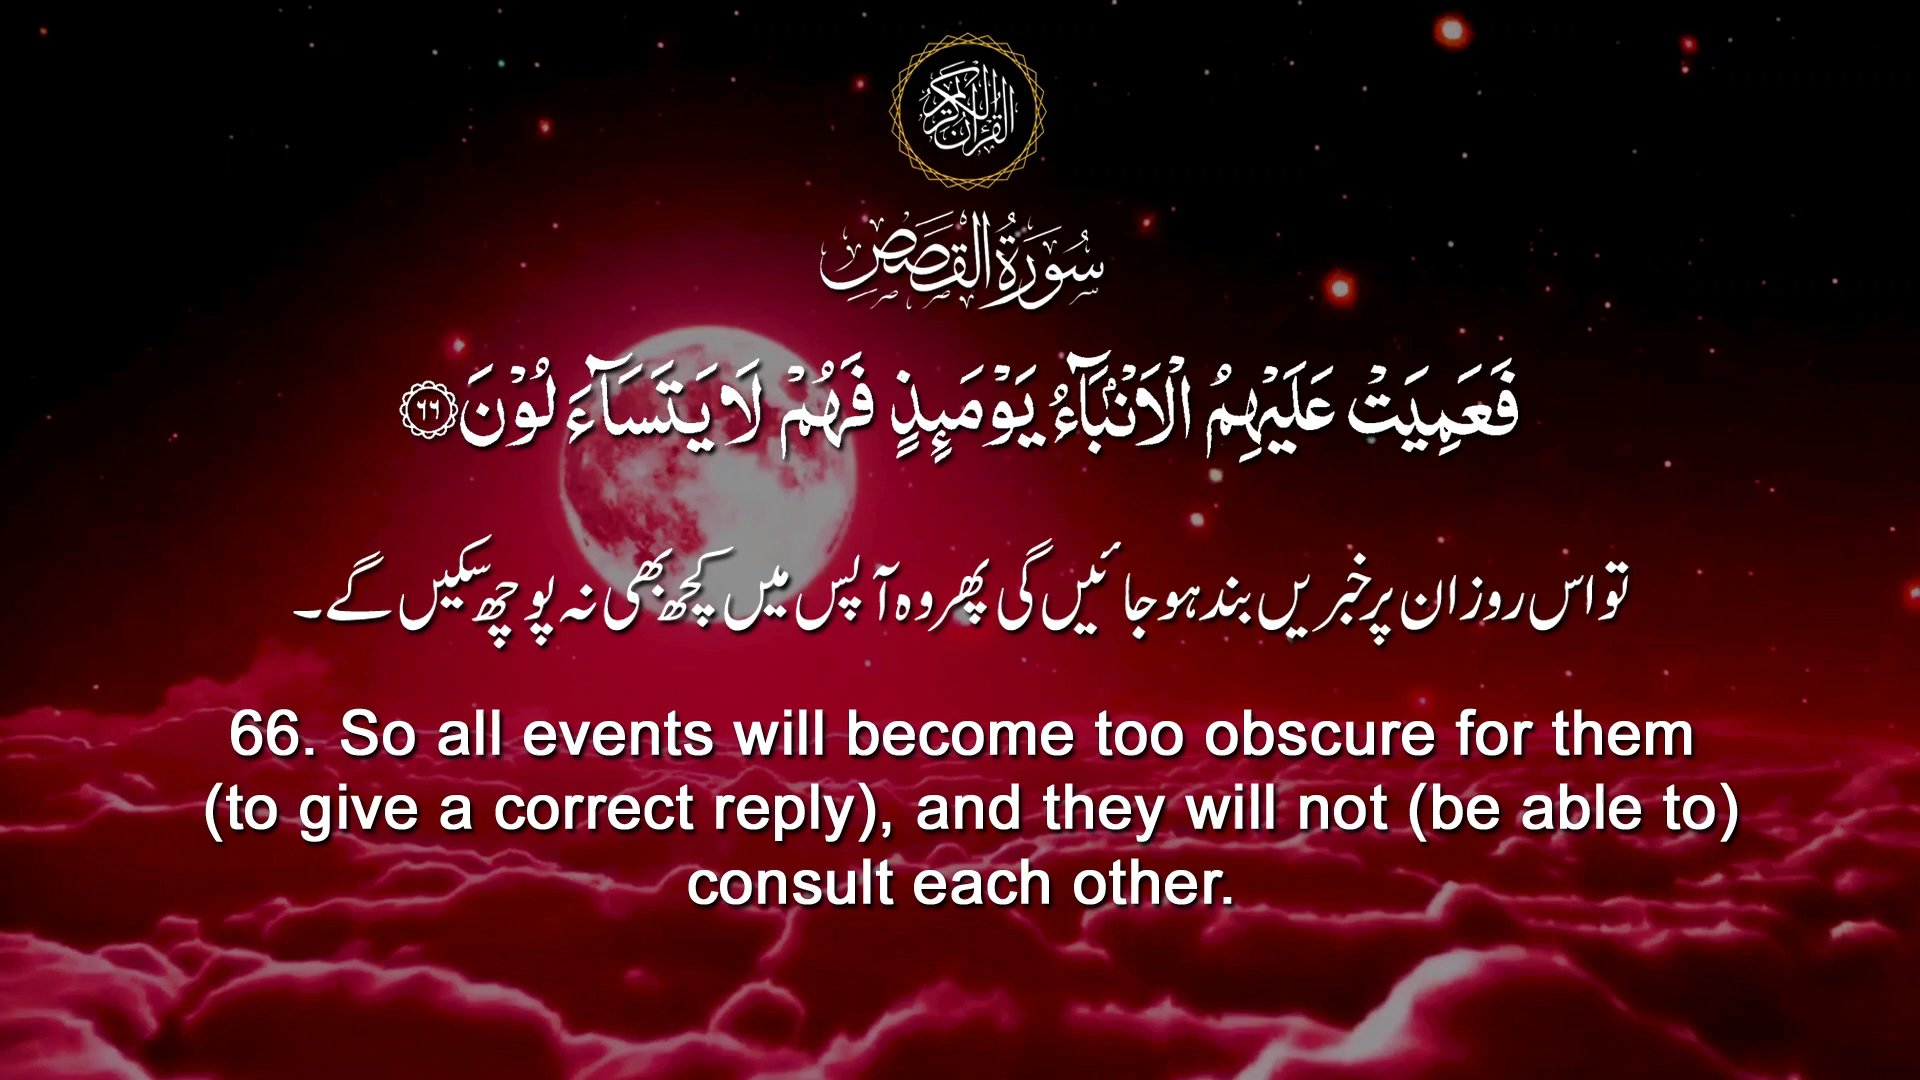 القرآن الكريم
سُورَةُ الْقَصَصِ
فَعَمِيَتْ عَلَيْهِمُ الْاَنْۢبَآءُ يَوْمَىِٕذٍ فَهُمْ لَا يَتَسَآءَلُوْنَ ٦٦
تو اس روز ان پر خبریں بند ہو جائیں گی پھر وہ آپس میں کچھ بھی نہ پوچھ سکیں گے۔
66. So all events will become too obscure for them
(to give a correct reply), and they will not (be able to)
consult each other.